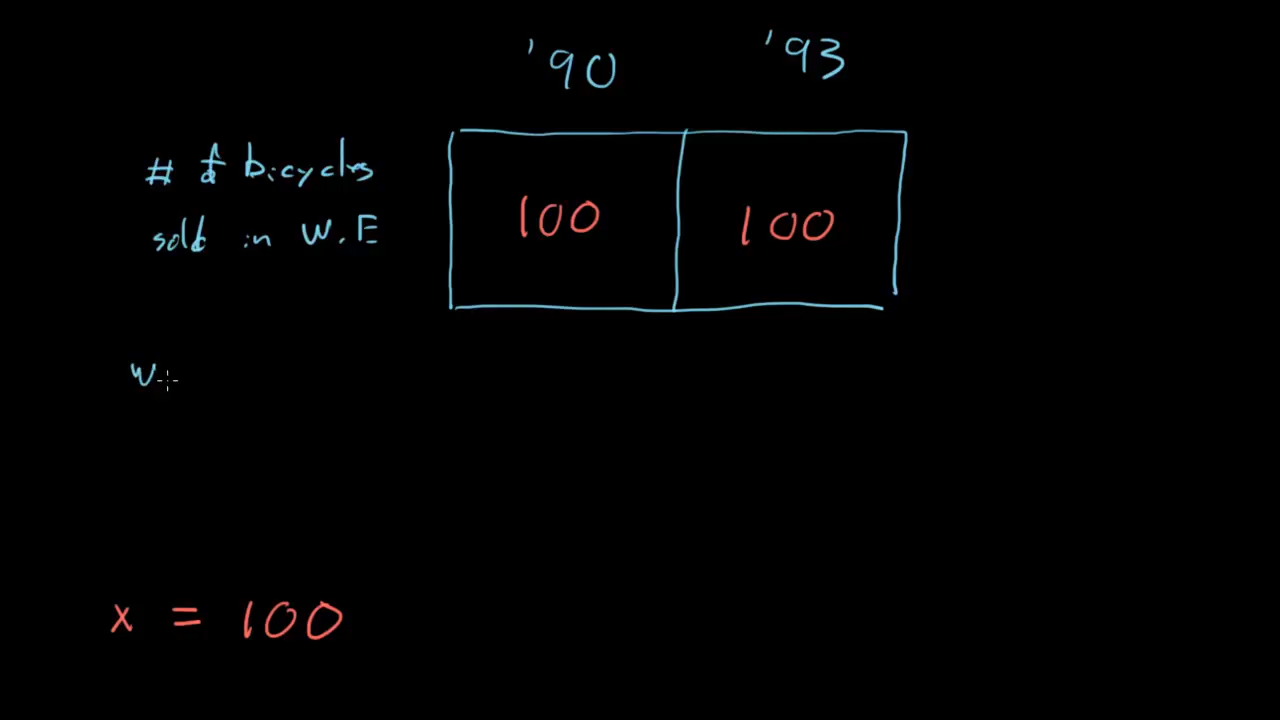 '90 '93
# of bicycles
sold in W.E
100 100
W
x = 100